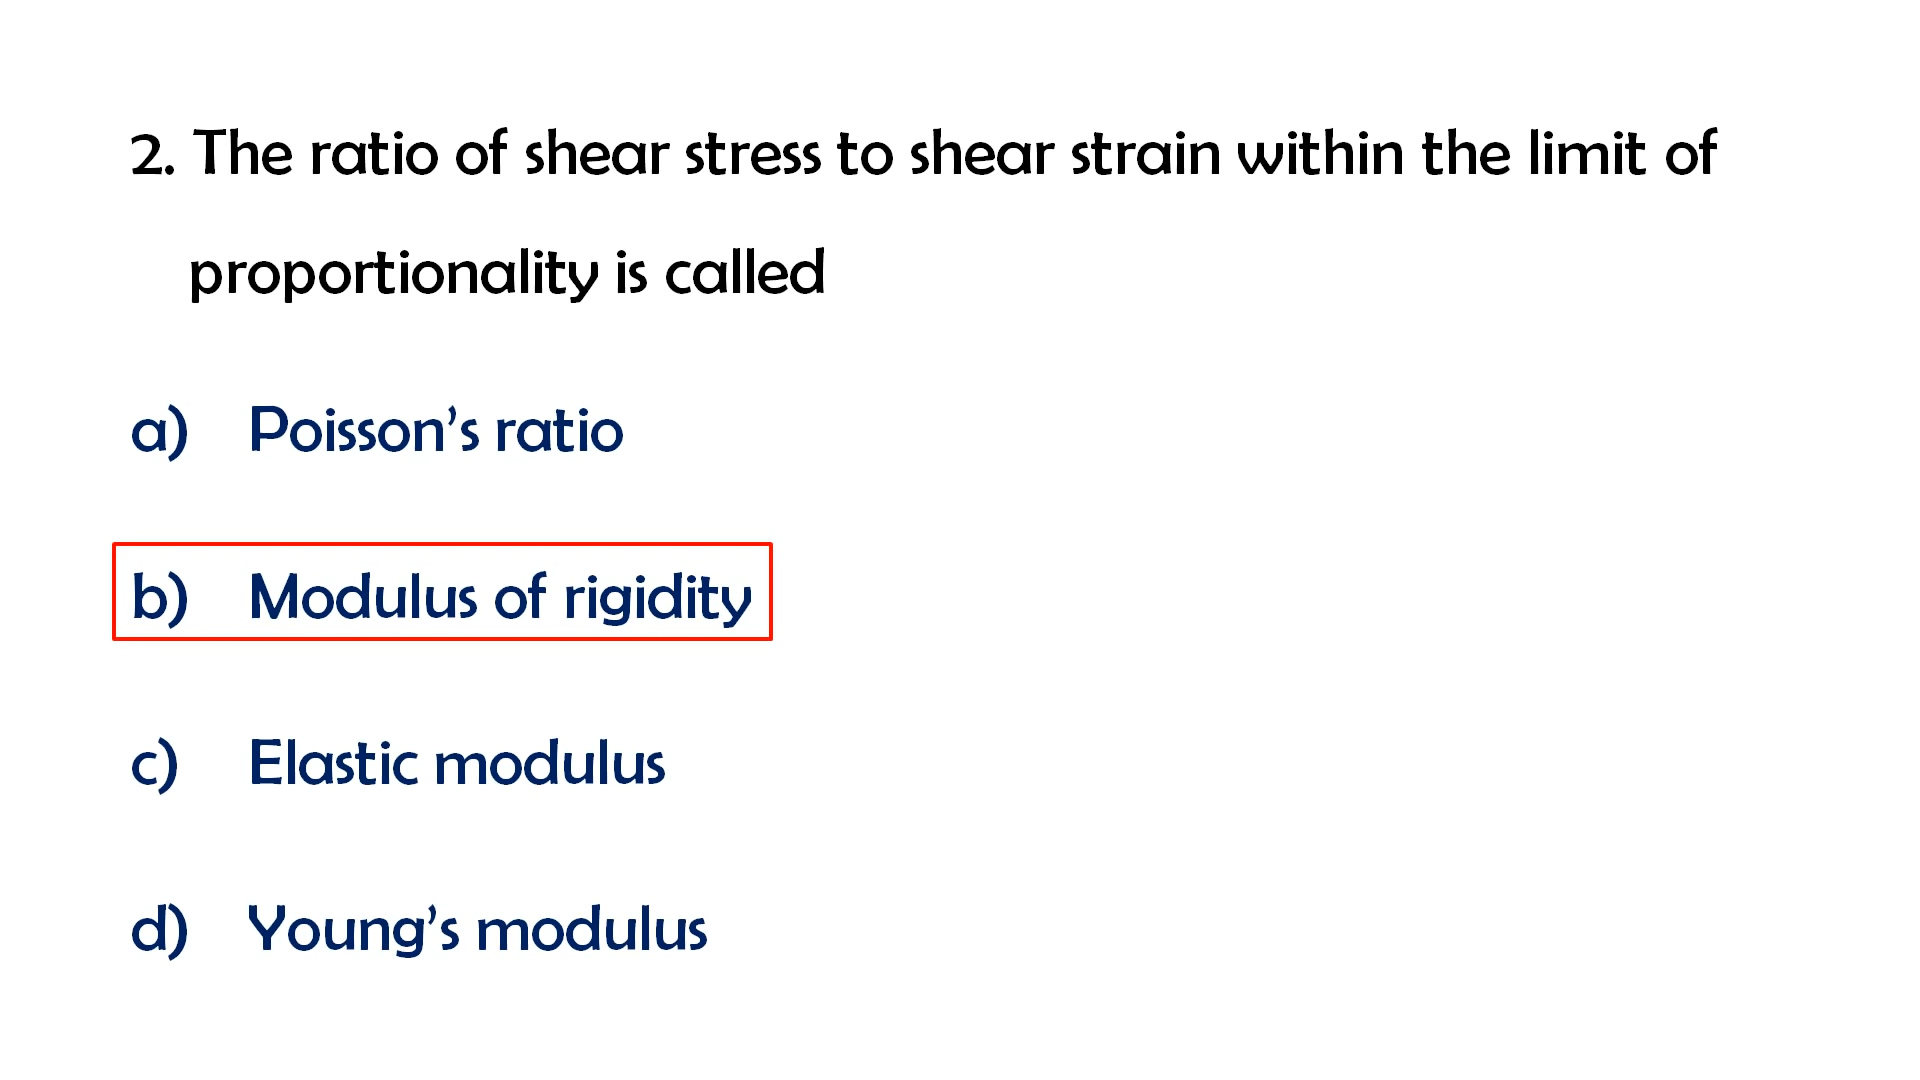 2. The ratio of shear stress to shear strain within the limit of
proportionality is called
a) Poisson’s ratio
b) Modulus of rigidity
c) Elastic modulus
d) Young’s modulus